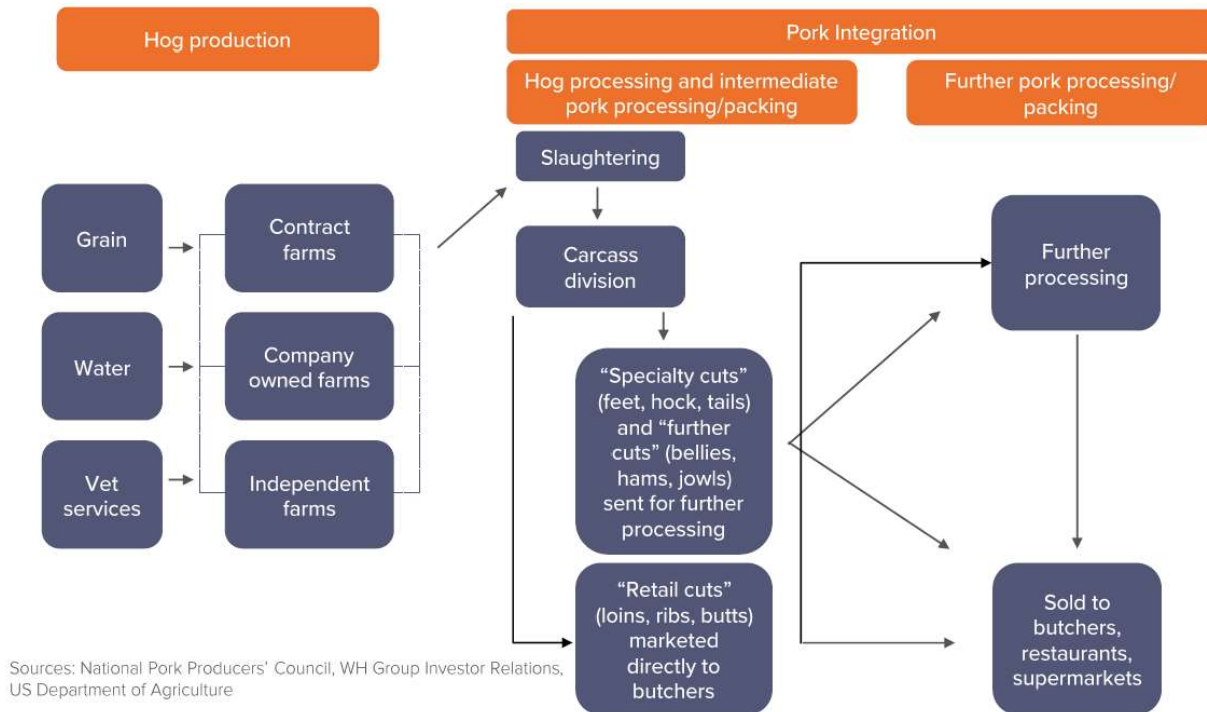 Hog production
Pork Integration
Hog processing and intermediate
pork processing/packing
Further pork processing/
packing
Slaughtering
Grain
Contract
farms
Carcass
division
Further
processing
Water
Company
owned farms
“Specialty cuts”
(feet, hock, tails)
and “further
cuts” (bellies,
hams, jowls)
sent for further
processing
Vet
services
Independent
farms
“Retail cuts”
(loins, ribs, butts)
marketed
directly to
butchers
Sold to
butchers,
restaurants,
supermarkets
Sources: National Pork Producers’ Council, WH Group Investor Relations,
US Department of Agriculture